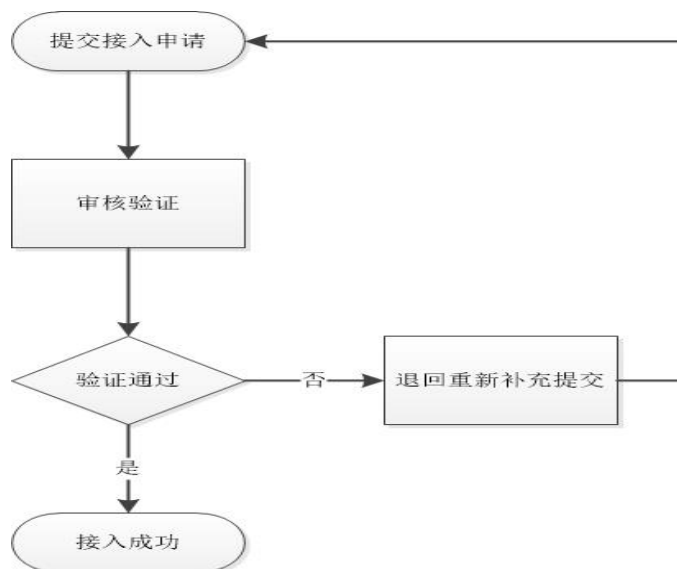 提交接入申请
审核验证
验证通过
否
退回重新补充提交
是
接入成功